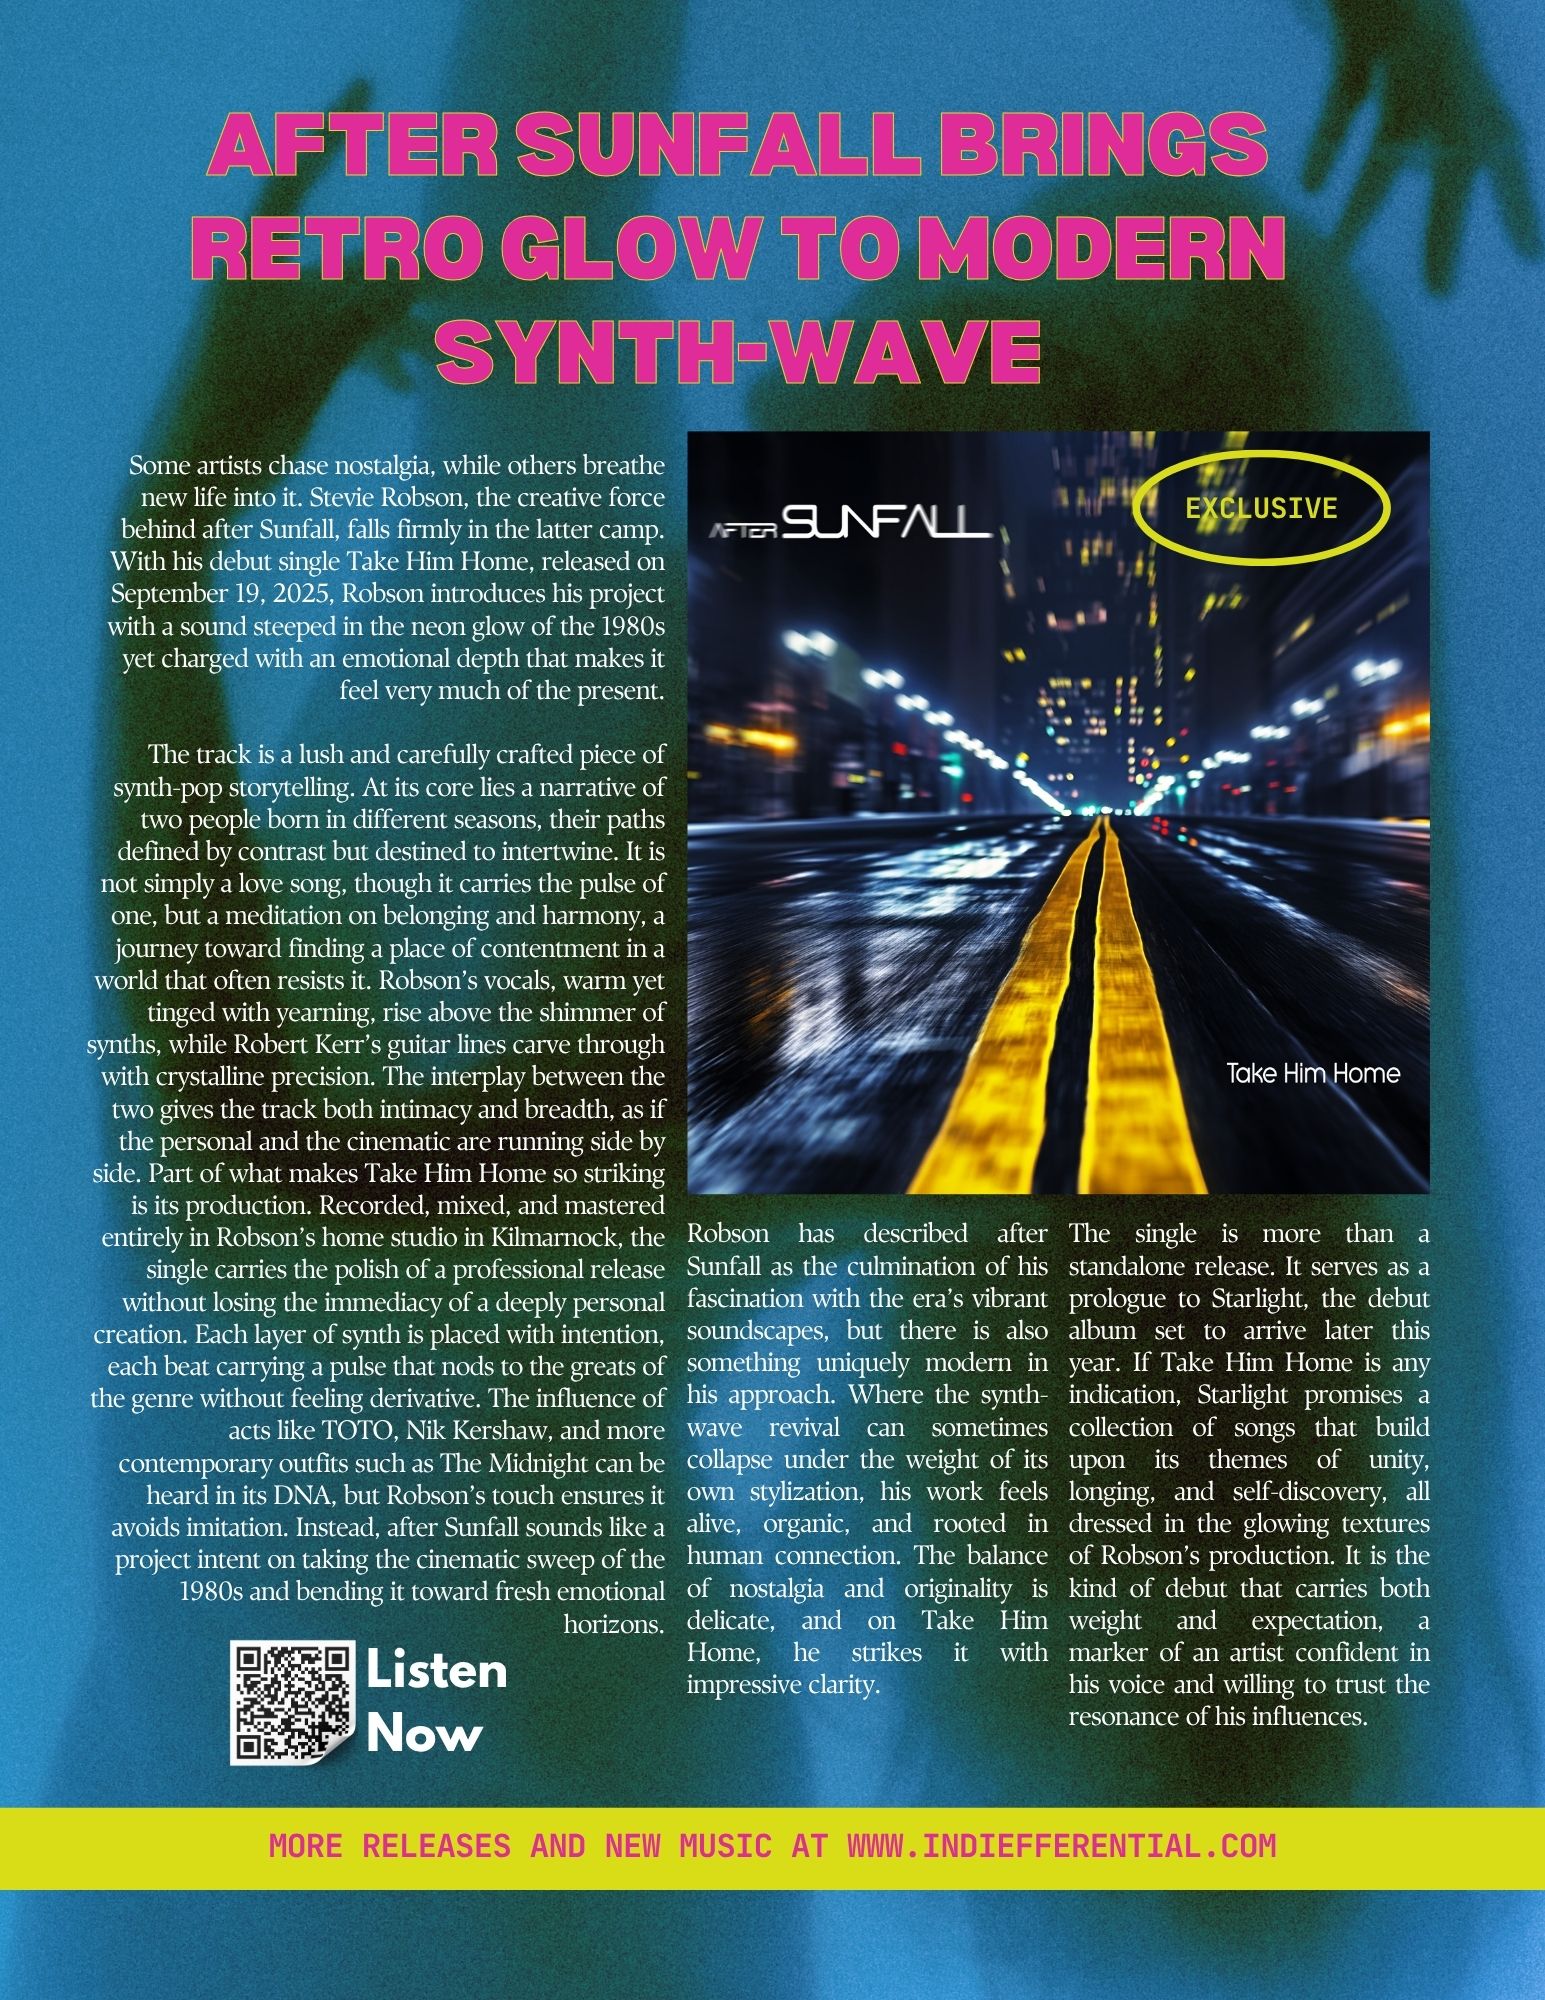 AFTER SUNFALL BRINGS
RETRO GLOW TO MODERN
SYNTH-WAVE
Some artists chase nostalgia, while others breathe
new life into it. Stevie Robson, the creative force
behind after Sunfall, falls firmly in the latter camp.
With his debut single Take Him Home, released on
September 19, 2025, Robson introduces his project
with a sound steeped in the neon glow of the 1980s
yet charged with an emotional depth that makes it
feel very much of the present.
The track is a lush and carefully crafted piece of
synth-pop storytelling. At its core lies a narrative of
two people born in different seasons, their paths
defined by contrast but destined to intertwine. It is
not simply a love song, though it carries the pulse of
one, but a meditation on belonging and harmony, a
journey toward finding a place of contentment in a
world that often resists it. Robson’s vocals, warm yet
tinged with yearning, rise above the shimmer of
synths, while Robert Kerr’s guitar lines carve through
with crystalline precision. The interplay between the
two gives the track both intimacy and breadth, as if
the personal and the cinematic are running side by
side. Part of what makes Take Him Home so striking
is its production. Recorded, mixed, and mastered
entirely in Robson’s home studio in Kilmarnock, the
single carries the polish of a professional release
without losing the immediacy of a deeply personal
creation. Each layer of synth is placed with intention,
each beat carrying a pulse that nods to the greats of
the genre without feeling derivative. The influence of
acts like TOTO, Nik Kershaw, and more
contemporary outfits such as The Midnight can be
heard in its DNA, but Robson’s touch ensures it
avoids imitation. Instead, after Sunfall sounds like a
project intent on taking the cinematic sweep of the
1980s and bending it toward fresh emotional
horizons.
Listen
Now
AFTER SUNFALL
EXCLUSIVE
Take Him Home
Robson has described after
Sunfall as the culmination of his
fascination with the era’s vibrant
soundscapes, but there is also
something uniquely modern in
his approach. Where the synth-
wave revival can sometimes
collapse under the weight of its
own stylization, his work feels
alive, organic, and rooted in
human connection. The balance
of nostalgia and originality is
delicate, and on Take Him
Home, he strikes it with
impressive clarity.
The single is more than a
standalone release. It serves as a
prologue to Starlight, the debut
album set to arrive later this
year. If Take Him Home is any
indication, Starlight promises a
collection of songs that build
upon its themes of unity,
longing, and self-discovery, all
dressed in the glowing textures
of Robson’s production. It is the
kind of debut that carries both
weight and expectation, a
marker of an artist confident in
his voice and willing to trust the
resonance of his influences.
MORE RELEASES AND NEW MUSIC AT WWW.INDIEFFERENTIAL.COM